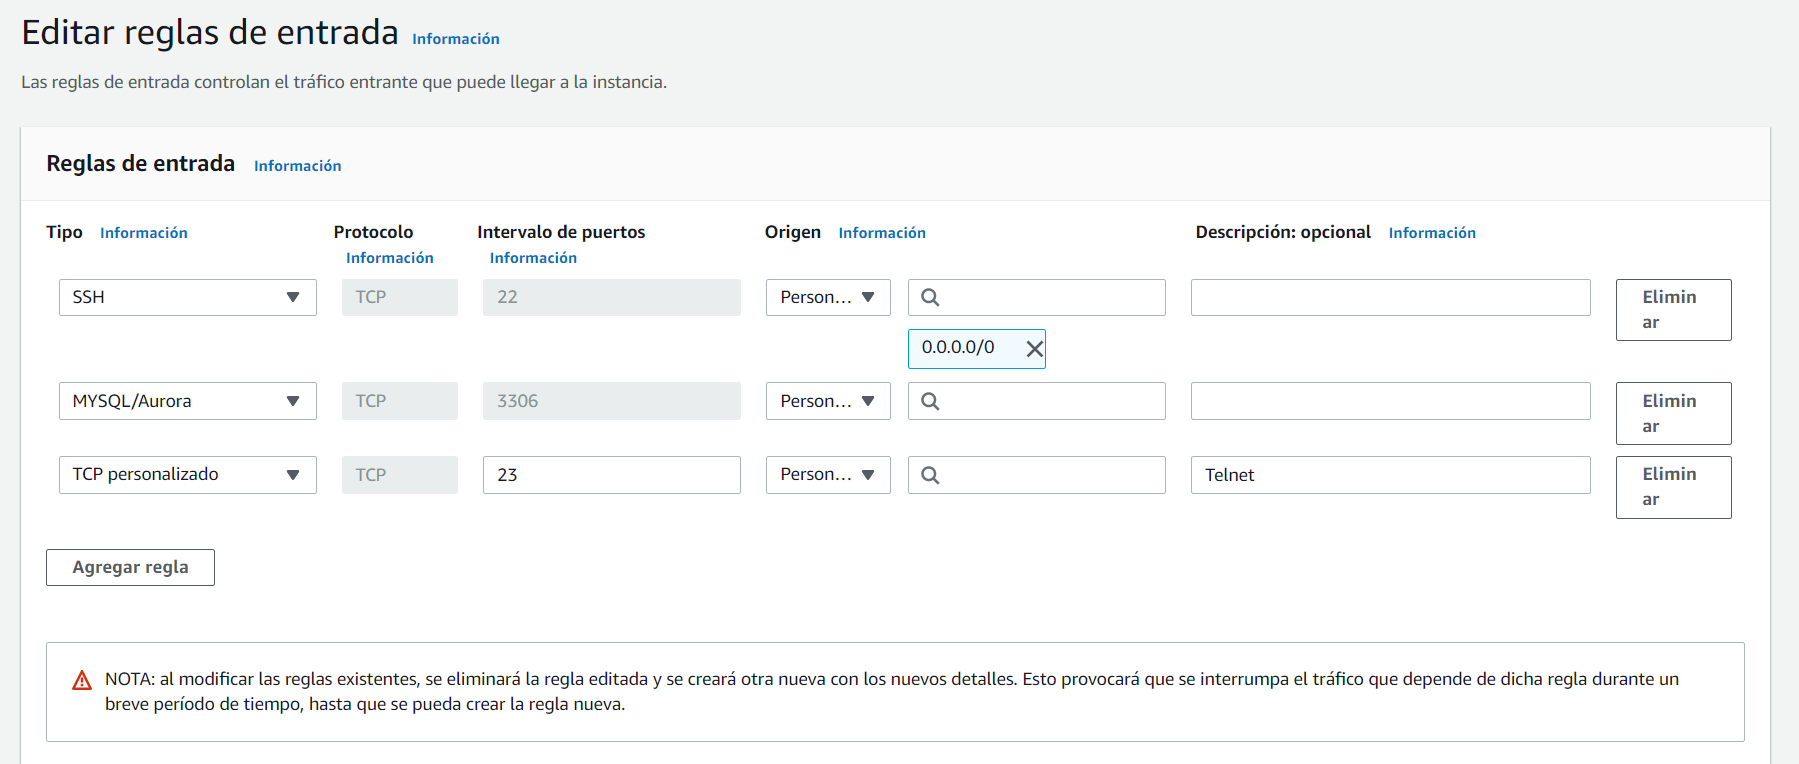 Editar reglas de entrada Información
Las reglas de entrada controlan el tráfico entrante que puede llegar a la instancia.
Reglas de entrada Información
Tipo Información Protocolo Intervalo de puertos Origen Información Descripción: opcional Información
Información Información
SSH TCP 22 Person... Elimin
ar
0.0.0.0/0
MYSQL/Aurora TCP 3306 Person... Elimin
ar
TCP personalizado TCP 23 Person... Telnet Elimin
ar
Agregar regla
NOTA: al modificar las reglas existentes, se eliminará la regla editada y se creará otra nueva con los nuevos detalles. Esto provocará que se interrumpa el tráfico que depende de dicha regla durante un
breve período de tiempo, hasta que se pueda crear la regla nueva.